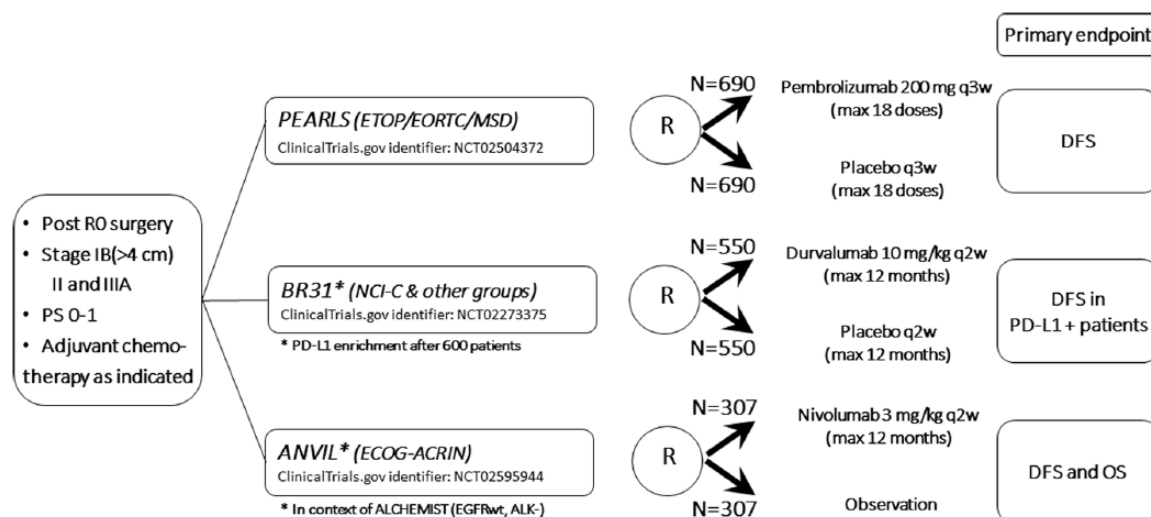 Primary endpoint
• Post R0 surgery
• Stage IB(>4 cm)
II and IIIA
• PS 0-1
• Adjuvant chemo-
therapy as indicated
PEARLS (ETOP/EORTC/MSD)
ClinicalTrials.gov identifier: NCT02504372
R
N=690
N=690
Pembrolizumab 200 mg q3w
(max 18 doses)
Placebo q3w
(max 18 doses)
DFS
BR31* (NCI-C & other groups)
ClinicalTrials.gov identifier: NCT02273375
* PD-L1 enrichment after 600 patients
R
N=550
N=550
Durvalumab 10 mg/kg q2w
(max 12 months)
Placebo q2w
(max 12 months)
DFS in
PD-L1 + patients
ANVIL* (ECOG-ACRIN)
ClinicalTrials.gov identifier: NCT02595944
* In context of ALCHEMIST (EGFRwt, ALK-)
R
N=307
N=307
Nivolumab 3 mg/kg q2w
(max 12 months)
Observation
DFS and OS